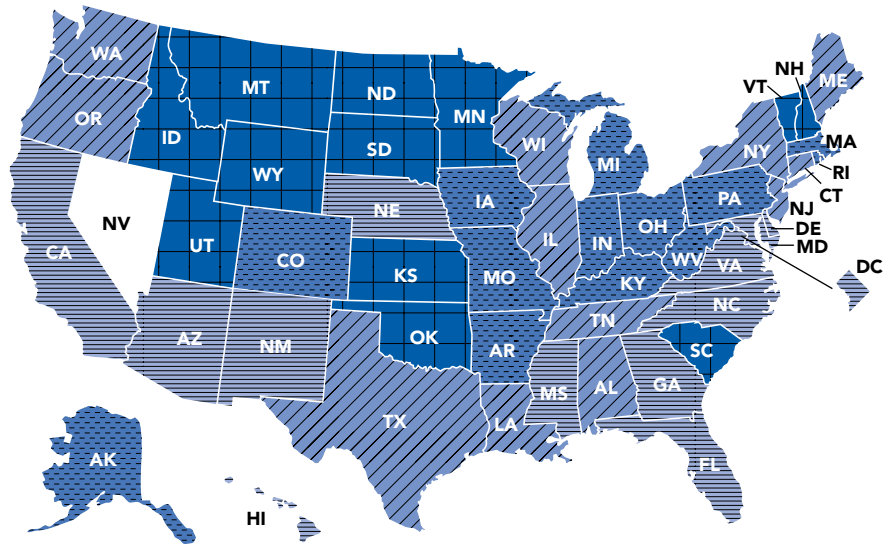 WA
MT
ND
MN
VT
NH
ME
OR
ID
SD
WI
MI
NY
MA
RI
CT
WY
IA
PA
NJ
DE
MD
NV
NE
IL
IN
OH
WV
DC
CA
UT
CO
KS
MO
KY
VA
NC
AZ
NM
OK
AR
TN
SC
MS
AL
GA
TX
LA
FL
AK
HI